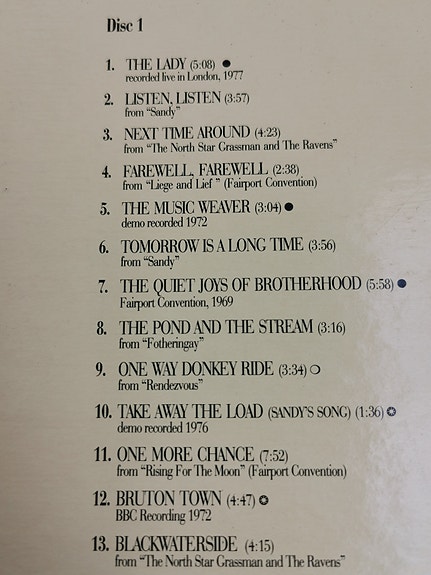 Disc 1
1. THE LADY (5:08) ●
recorded live in London, 1977
2. LISTEN, LISTEN (3:57)
from “Sandy”
3. NEXT TIME AROUND (4:23)
from “The North Star Grassman and The Ravens”
4. FAREWELL, FAREWELL (2:38)
from “Liege and Lief ” (Fairport Convention)
5. THE MUSIC WEAVER (3:04) ●
demo recorded 1972
6. TOMORROW IS A LONG TIME (3:56)
from “Sandy”
7. THE QUIET JOYS OF BROTHERHOOD (5:58) ●
Fairport Convention, 1969
8. THE POND AND THE STREAM (3:16)
from “Fotheringay”
9. ONE WAY DONKEY RIDE (3:34) ❍
from “Rendezvous”
10. TAKE AWAY THE LOAD (SANDY'S SONG) (1:36) ✪
demo recorded 1976
11. ONE MORE CHANCE (7:52)
from “Rising For The Moon” (Fairport Convention)
12. BRUTON TOWN (4:47) ✪
BBC Recording 1972
13. BLACKWATERSIDE (4:15)
from “The North Star Grassman and The Ravens”